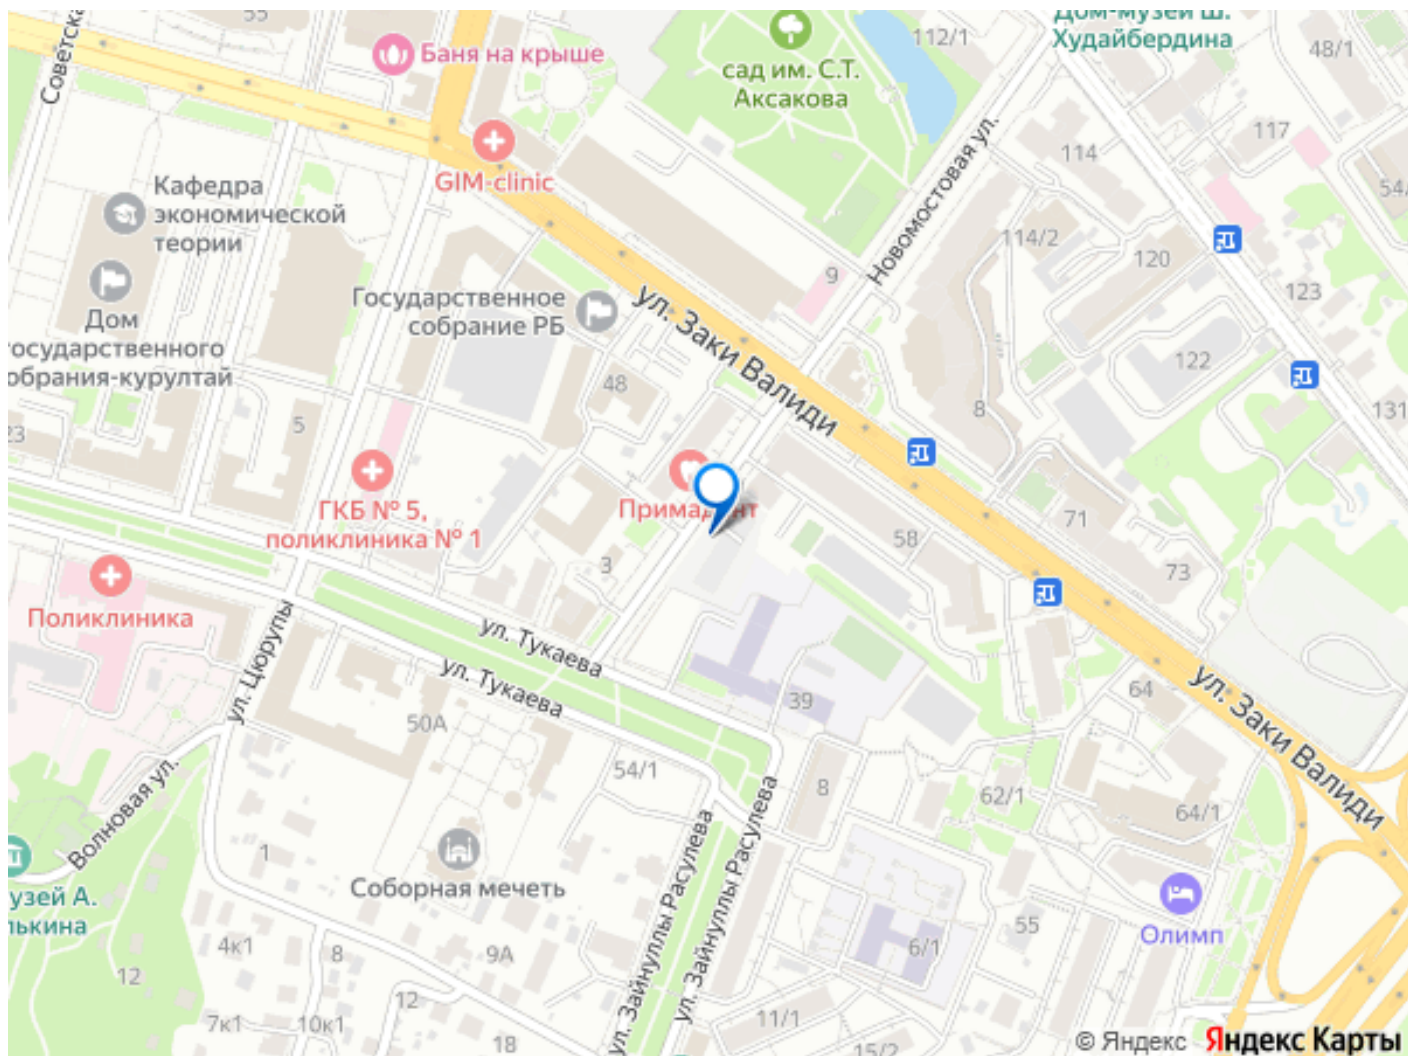 55
Советска
Баня на крыше
сад им. С.Т.
Аксакова
112/1
Дом-музей Ш.
Худайбердина
48/1
117
114
54/
GIM-clinic
Кафедра
экономической
теории
Новомостовая ул.
114/2
120
9
123
Дом
государственного
обрания-курултай
Государственное
собрание РБ
ул. Заки Валиди
122
48
8
131
23
5
ГКБ № 5,
поликлиника № 1
Примадент
58
71
73
3
Поликлиника
ул. Цюрупы
ул. Тукаева
ул. Тукаева
39
64
ул. Заки Валиди
50А
54/1
8
62/1
64/1
Волновая ул.
1
Соборная мечеть
ул. Зайнуллы Расулева
ул. Зайнуллы Расулева
узей А.
лькина
4к1
8
9А
12
6/1
55
Олимп
12
7к1
10к1
18
11/1
15/2
© Яндекс Яндекс Карты